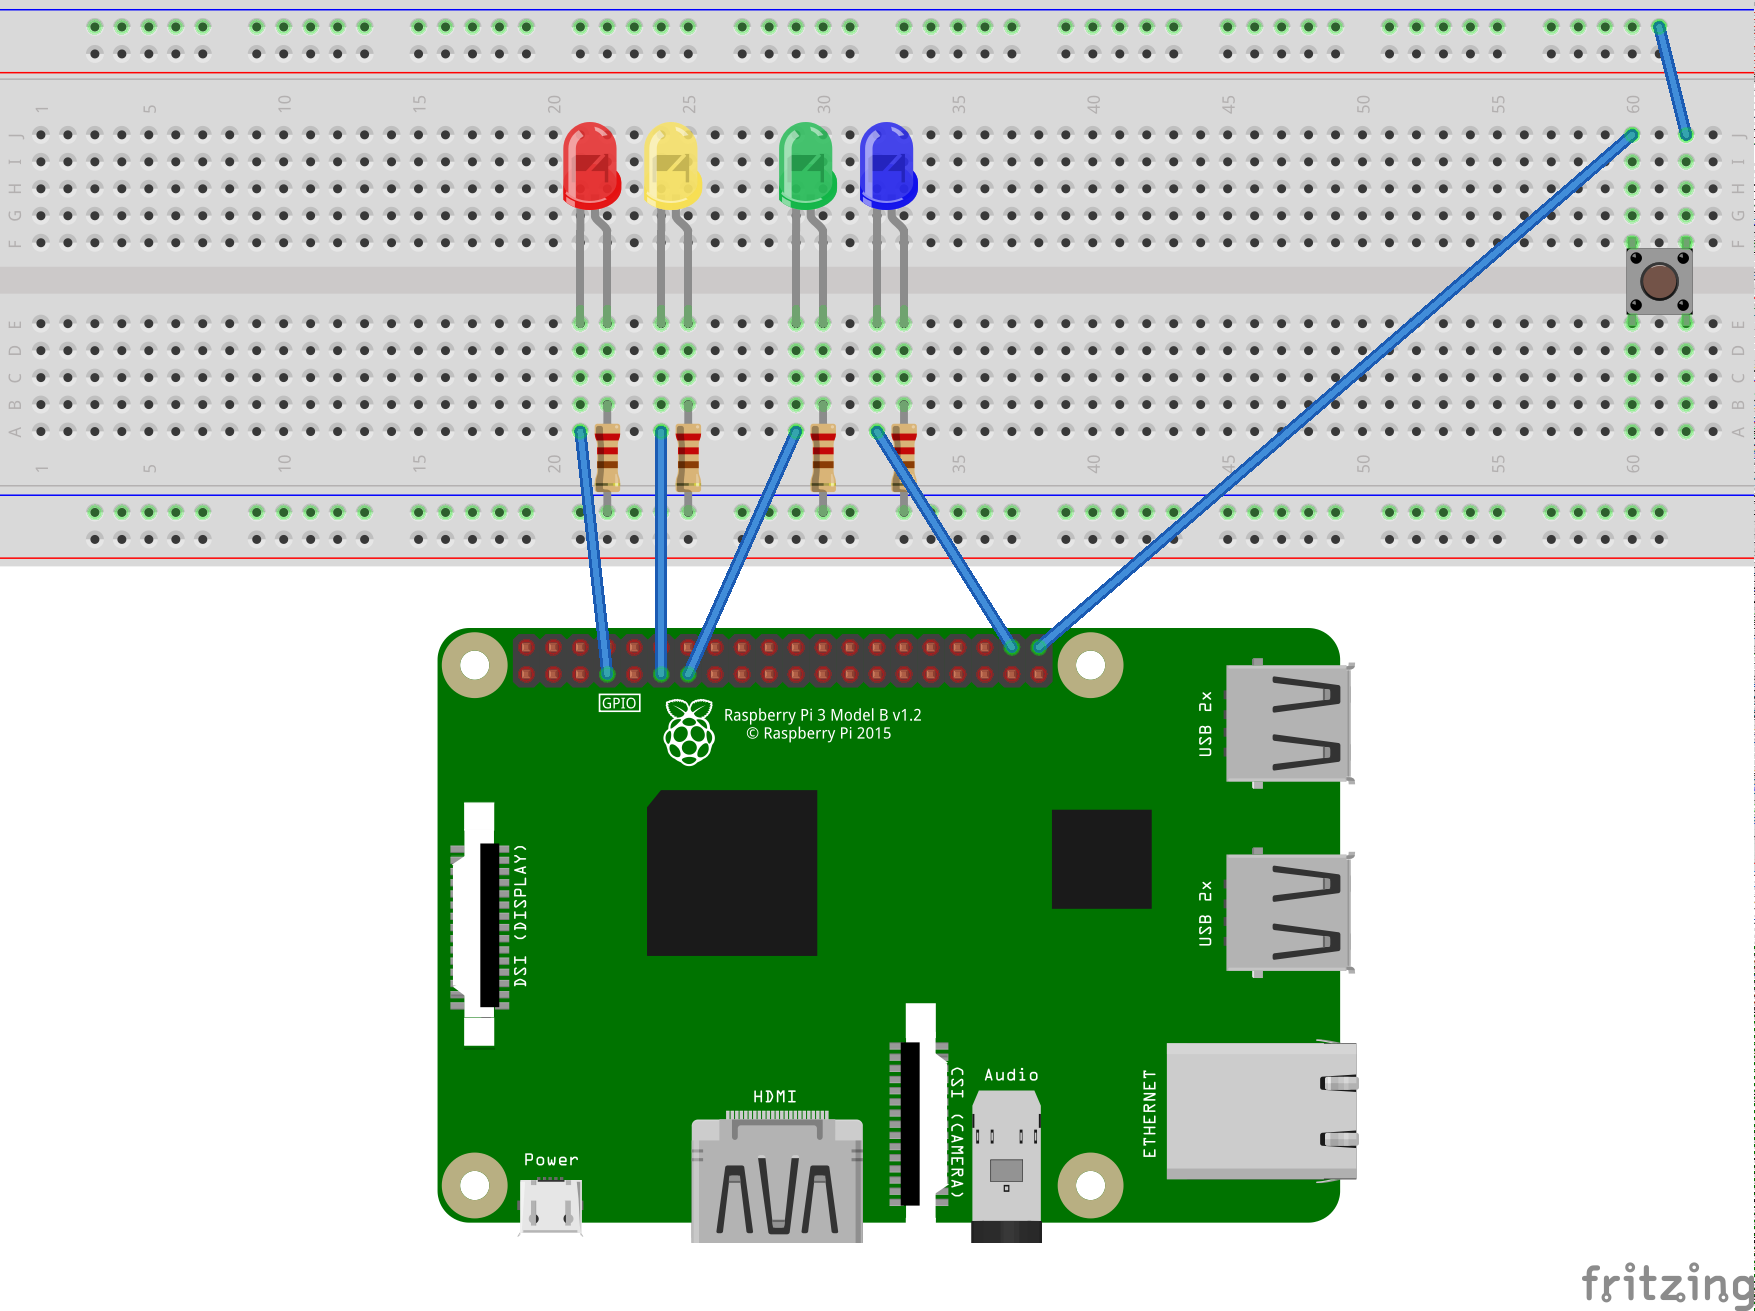 1 5 10 15 20 25 30 35 40 45 50 55 60
J J
I I
H H
G G
F F
E E
D D
C C
B B
A A
1 5 10 15 20 25 30 35 40 45 50 55 60
GPIO
Raspberry Pi 3 Model B v1.2
© Raspberry Pi 2015
USB 2x
DSI (DISPLAY)
USB 2x
CSI (CAMERA)
Audio
ETHERNET
HDMI
Power
fritzing